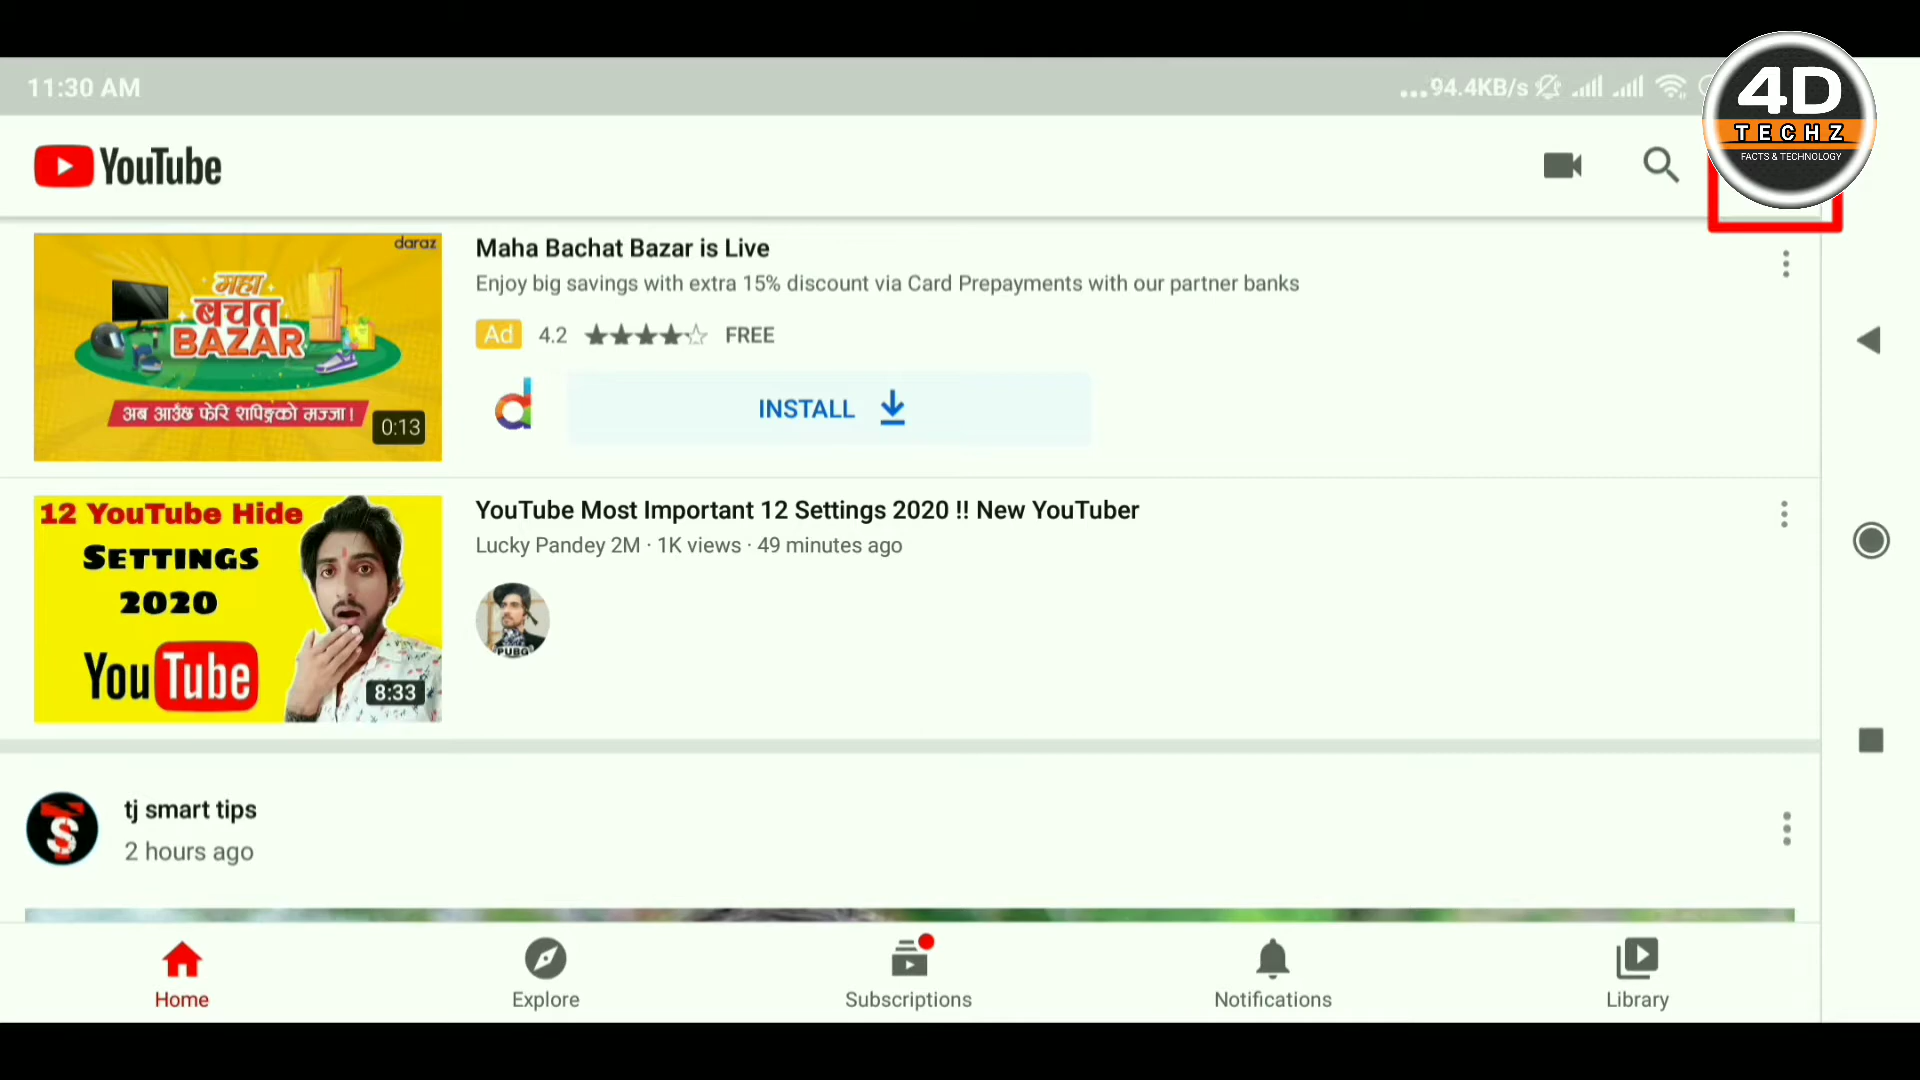 11:30 AM
...94.4KB/s
4D
TECHZ
FACTS & TECHNOLOGY
YouTube
daraz
महा
बचत
BAZAR
अब आउँछ फेरि शपिङ्को मज्जा !
0:13
Maha Bachat Bazar is Live
Enjoy big savings with extra 15% discount via Card Prepayments with our partner banks
Ad 4.2 FREE
INSTALL
12 YouTube Hide
SETTINGS
2020
YouTube
8:33
YouTube Most Important 12 Settings 2020 !! New YouTuber
Lucky Pandey 2M · 1K views · 49 minutes ago
PUBG
tj smart tips
2 hours ago
Home
Explore
Subscriptions
Notifications
Library